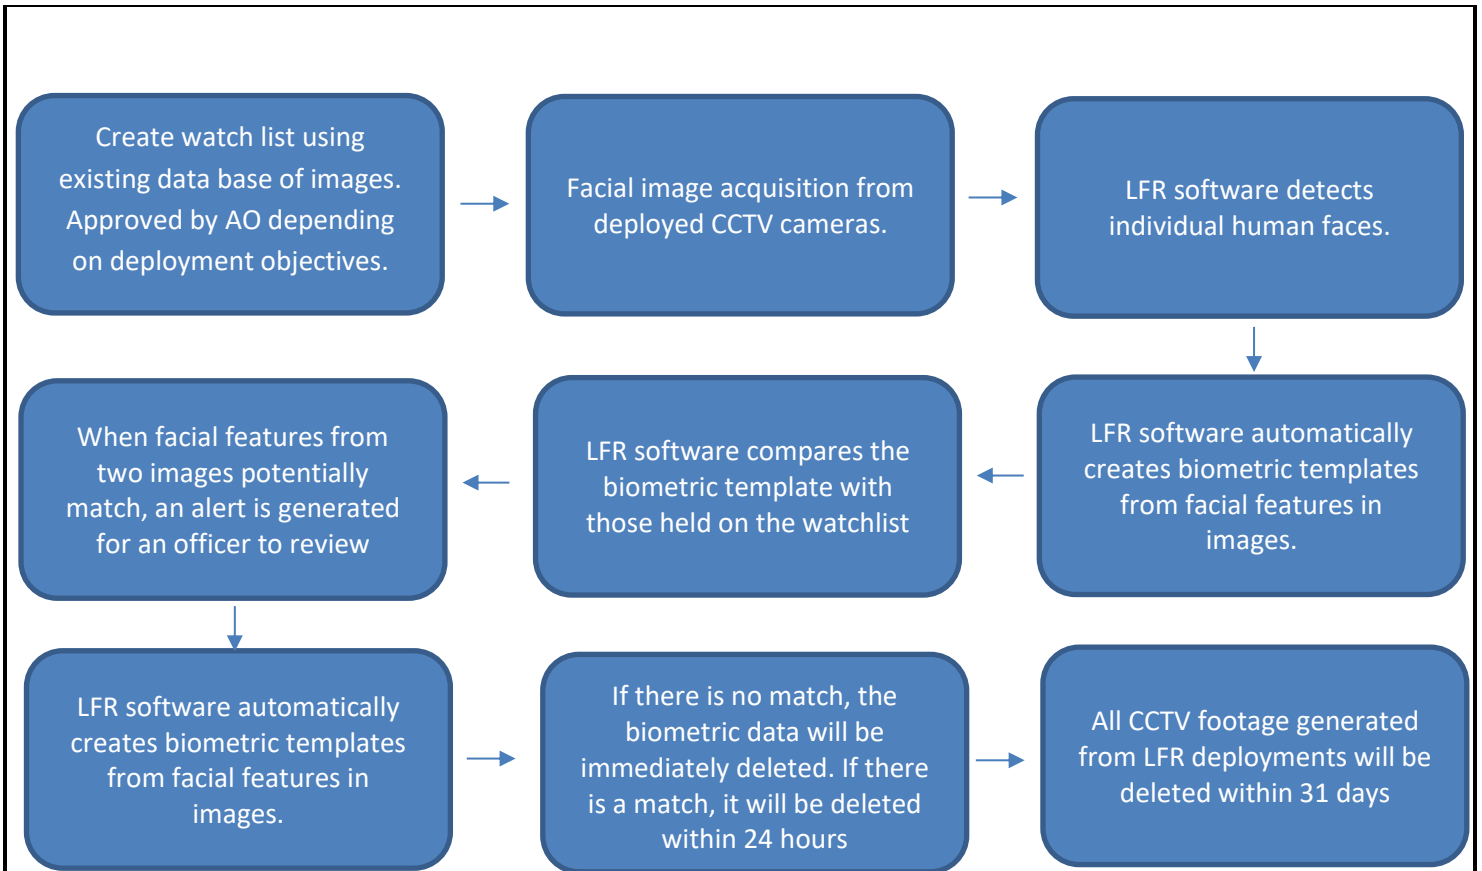 Create watch list using
existing data base of images.
Approved by AO depending
on deployment objectives.
Facial image acquisition from
deployed CCTV cameras.
LFR software detects
individual human faces.
LFR software automatically
creates biometric templates
from facial features in
images.
LFR software compares the
biometric template with
those held on the watchlist
When facial features from
two images potentially
match, an alert is generated
for an officer to review
LFR software automatically
creates biometric templates
from facial features in
images.
If there is no match, the
biometric data will be
immediately deleted. If there
is a match, it will be deleted
within 24 hours
All CCTV footage generated
from LFR deployments will be
deleted within 31 days